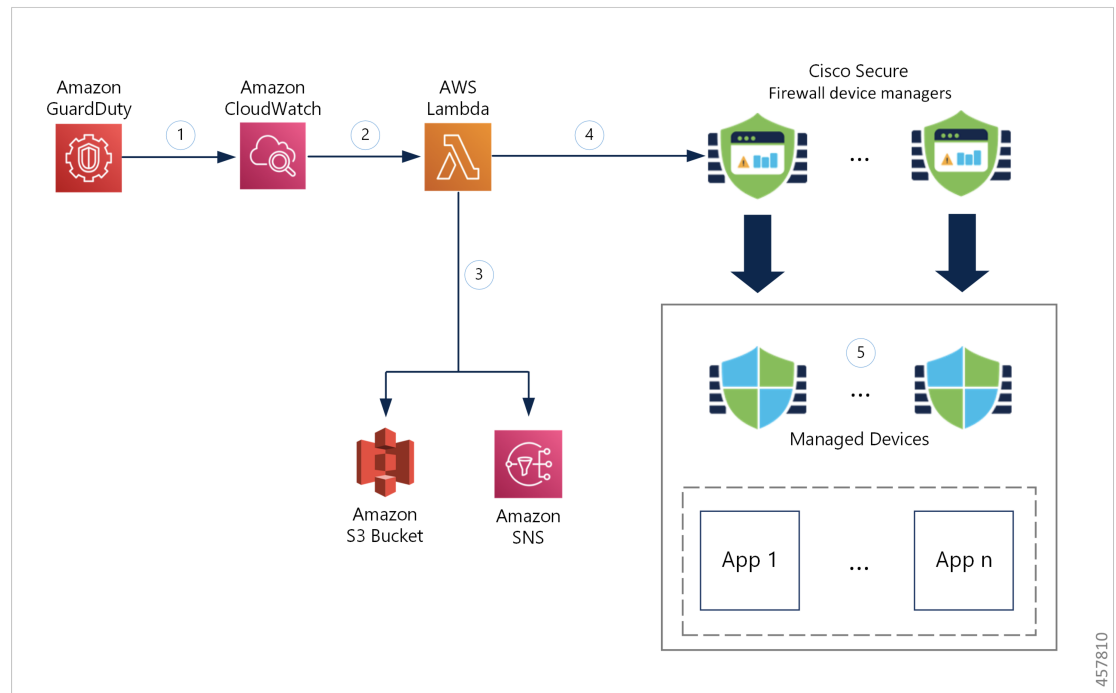 Amazon
GuardDuty
1
Amazon
CloudWatch
2
AWS
Lambda
4
Cisco Secure
Firewall device managers
...
3
5
...
Managed Devices
Amazon
S3 Bucket
Amazon
SNS
App 1
...
App n
457810